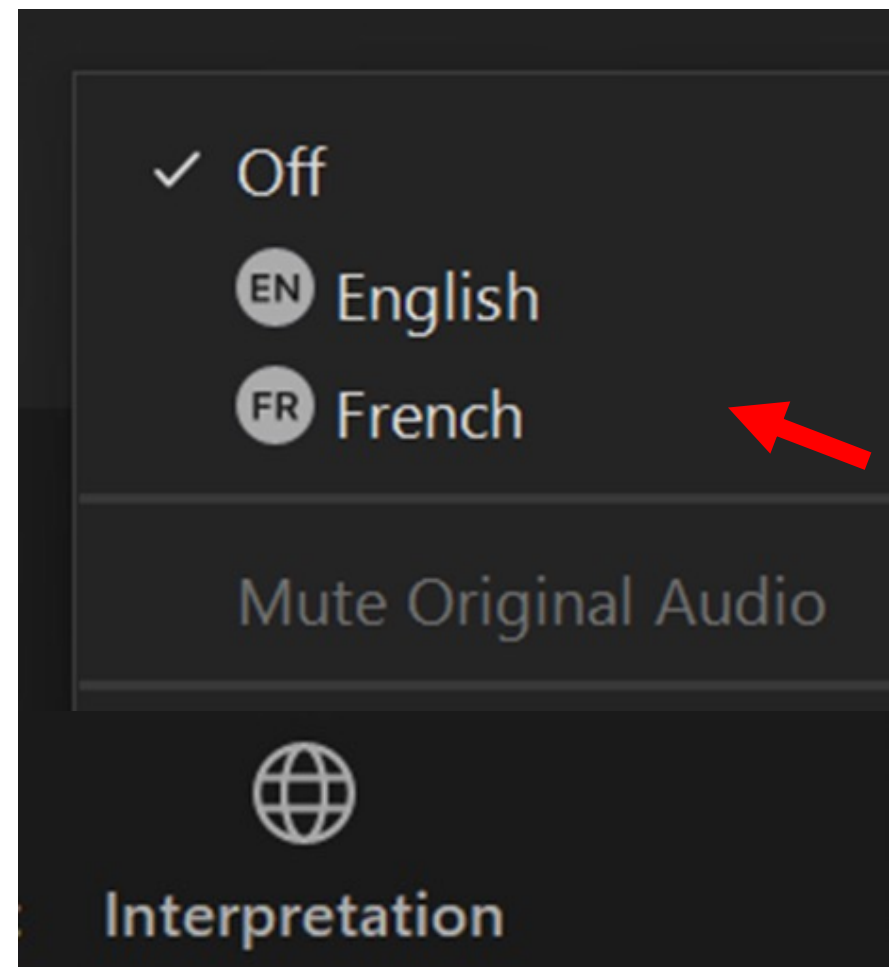 Off
EN English
FR French
Mute Original Audio
Interpretation